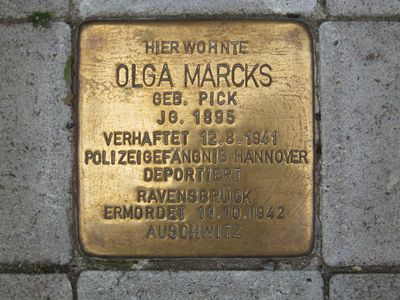 HIER WOHNTE
OLGA MARCKS
GEB. PICK
JG. 1895
VERHAFTET 12.8.1941
POLIZEIGEFÄNGNIS HANNOVER
DEPORTIERT
RAVENSBRÜCK
ERMORDET 11.10.1942
AUSCHWITZ